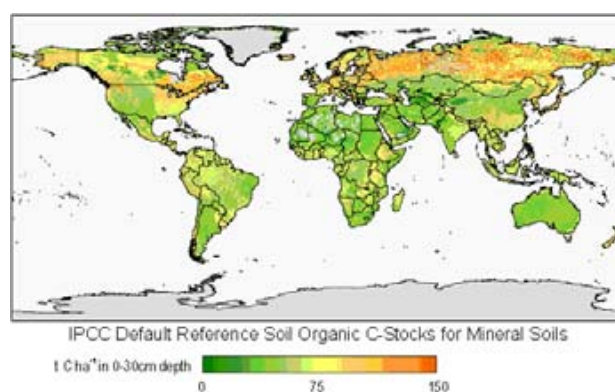 IPCC Default Reference Soil Organic C-Stocks for Mineral Soils
t C ha⁻¹ in 0-30cm depth
0 75 150